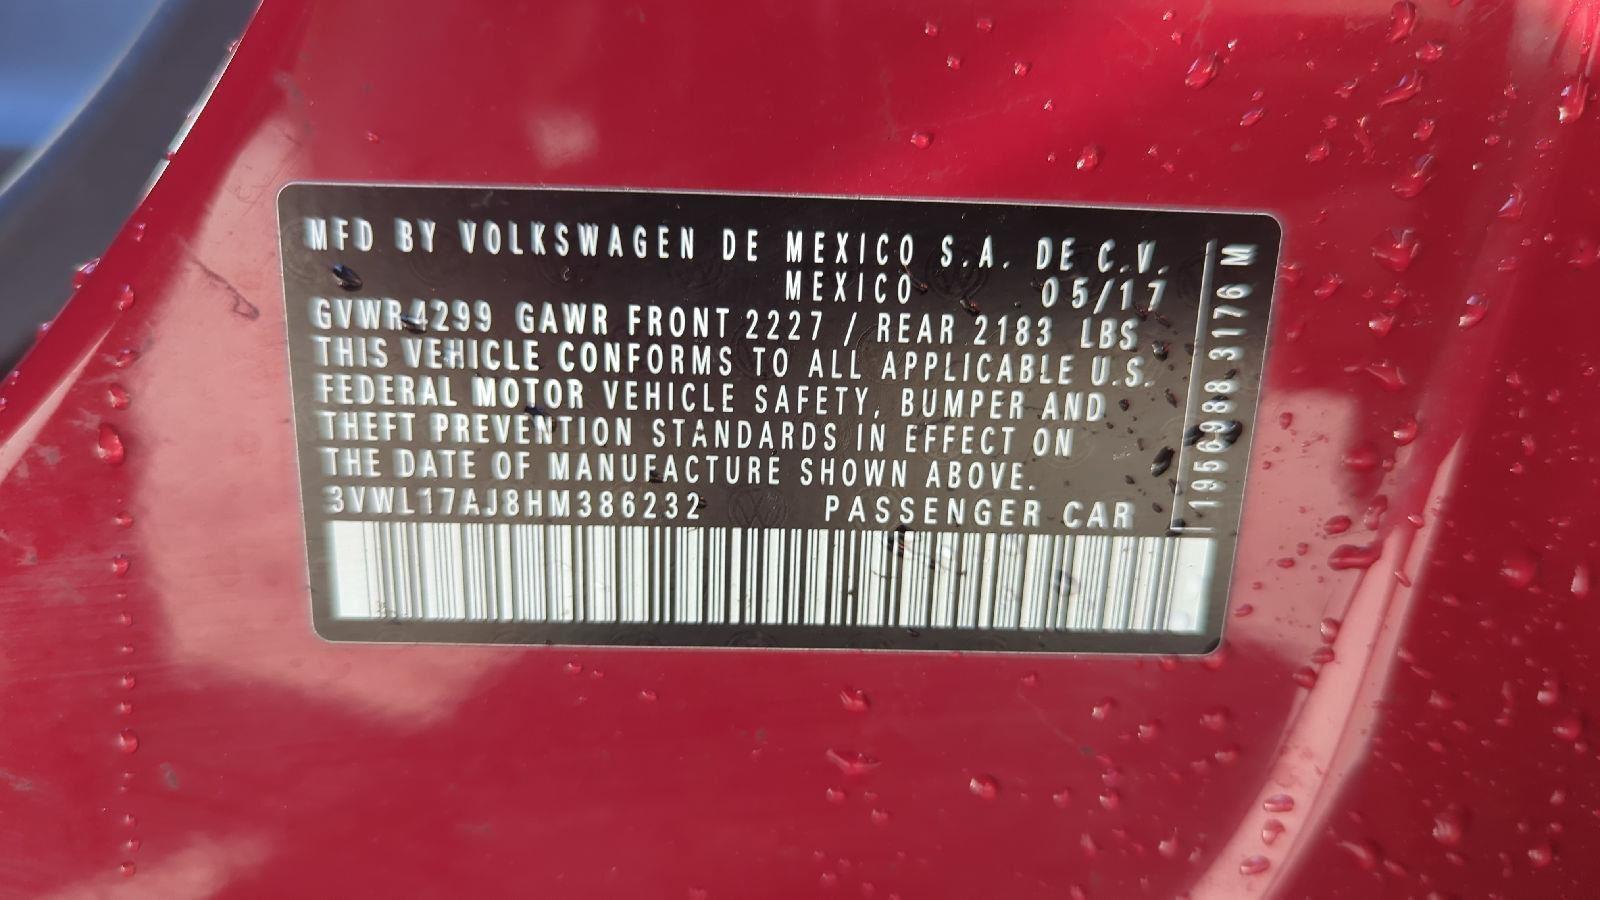 MFD BY VOLKSWAGEN DE MEXICO S.A. DE C.V.
MEXICO 05/17
GVWR4299 GAWR FRONT 2227 / REAR 2183 LBS
THIS VEHICLE CONFORMS TO ALL APPLICABLE U.S.
FEDERAL MOTOR VEHICLE SAFETY, BUMPER AND
THEFT PREVENTION STANDARDS IN EFFECT ON
THE DATE OF MANUFACTURE SHOWN ABOVE.
3VWL17AJ8HM386232 PASSENGER CAR
1956988 3176 M